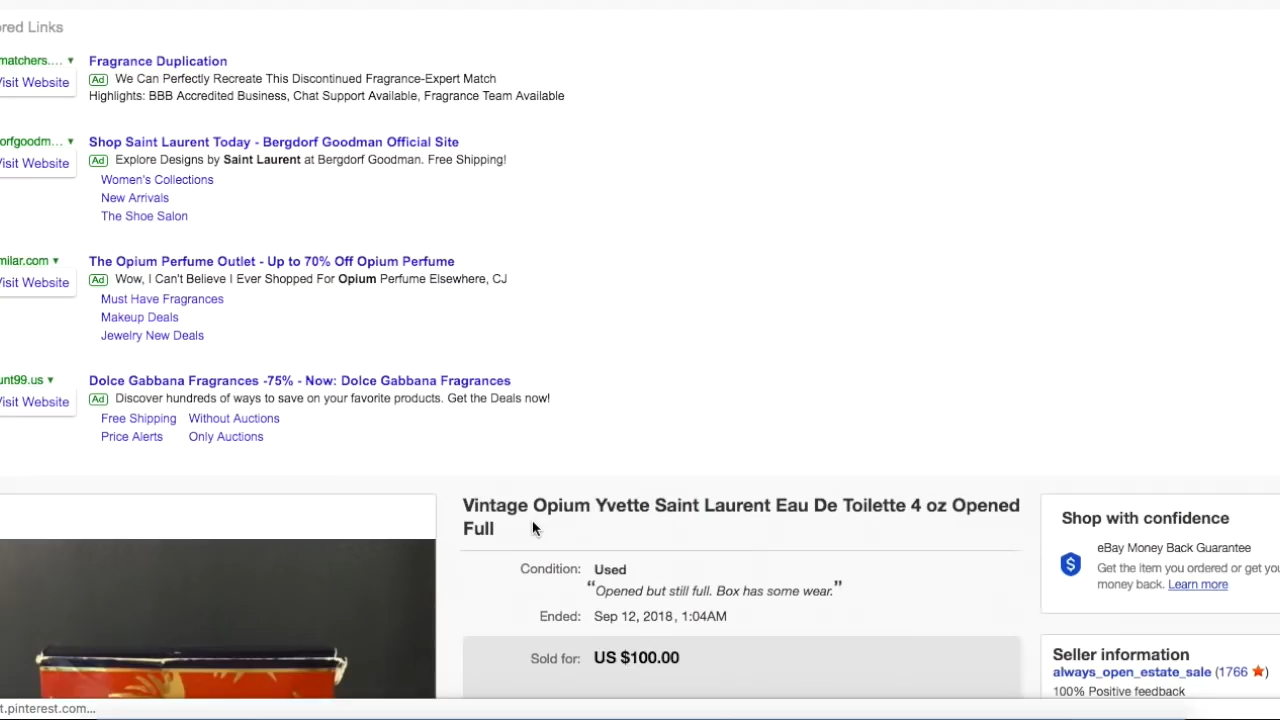 ered Links
matchers.... ▼
Visit Website
Fragrance Duplication
Ad We Can Perfectly Recreate This Discontinued Fragrance-Expert Match
Highlights: BBB Accredited Business, Chat Support Available, Fragrance Team Available
orfgoodm... ▼
Visit Website
Shop Saint Laurent Today - Bergdorf Goodman Official Site
Ad Explore Designs by Saint Laurent at Bergdorf Goodman. Free Shipping!
Women's Collections
New Arrivals
The Shoe Salon
milar.com ▼
Visit Website
The Opium Perfume Outlet - Up to 70% Off Opium Perfume
Ad Wow, I Can't Believe I Ever Shopped For Opium Perfume Elsewhere, CJ
Must Have Fragrances
Makeup Deals
Jewelry New Deals
unt99.us ▼
Visit Website
Dolce Gabbana Fragrances -75% - Now: Dolce Gabbana Fragrances
Ad Discover hundreds of ways to save on your favorite products. Get the Deals now!
Free Shipping Without Auctions
Price Alerts Only Auctions
Vintage Opium Yvette Saint Laurent Eau De Toilette 4 oz Opened
Full
Condition: Used
"Opened but still full. Box has some wear."
Ended: Sep 12, 2018, 1:04AM
Sold for: US $100.00
Shop with confidence
eBay Money Back Guarantee
Get the item you ordered or get you
money back. Learn more
Seller information
always_open_estate_sale (1766 ★)
100% Positive feedback
t.pinterest.com...